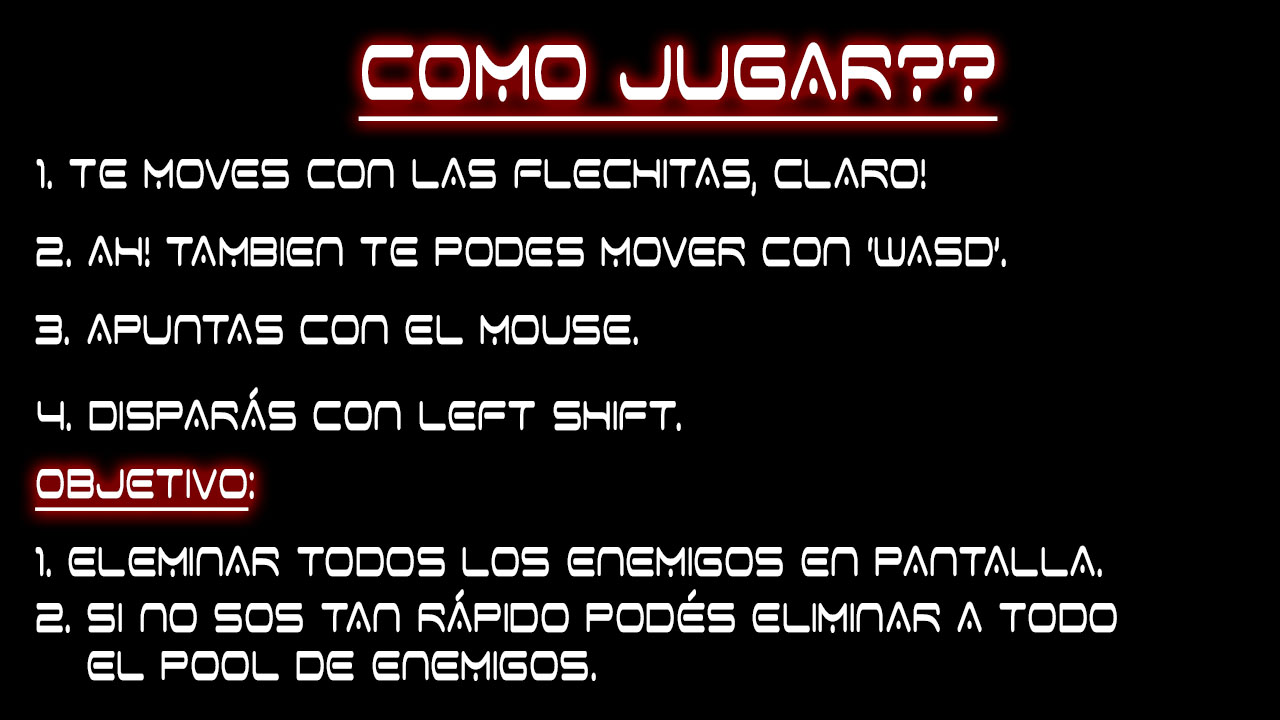 COMO JUGAR??
1. TE MOVES CON LAS FLECHITAS, CLARO!
2. AH! TAMBIEN TE PODES MOVER CON 'WASD'.
3. APUNTAS CON EL MOUSE.
4. DISPARÁS CON LEFT SHIFT.
OBJETIVO:
1. ELEMINAR TODOS LOS ENEMIGOS EN PANTALLA.
2. SI NO SOS TAN RÁPIDO PODÉS ELIMINAR A TODO
EL POOL DE ENEMIGOS.